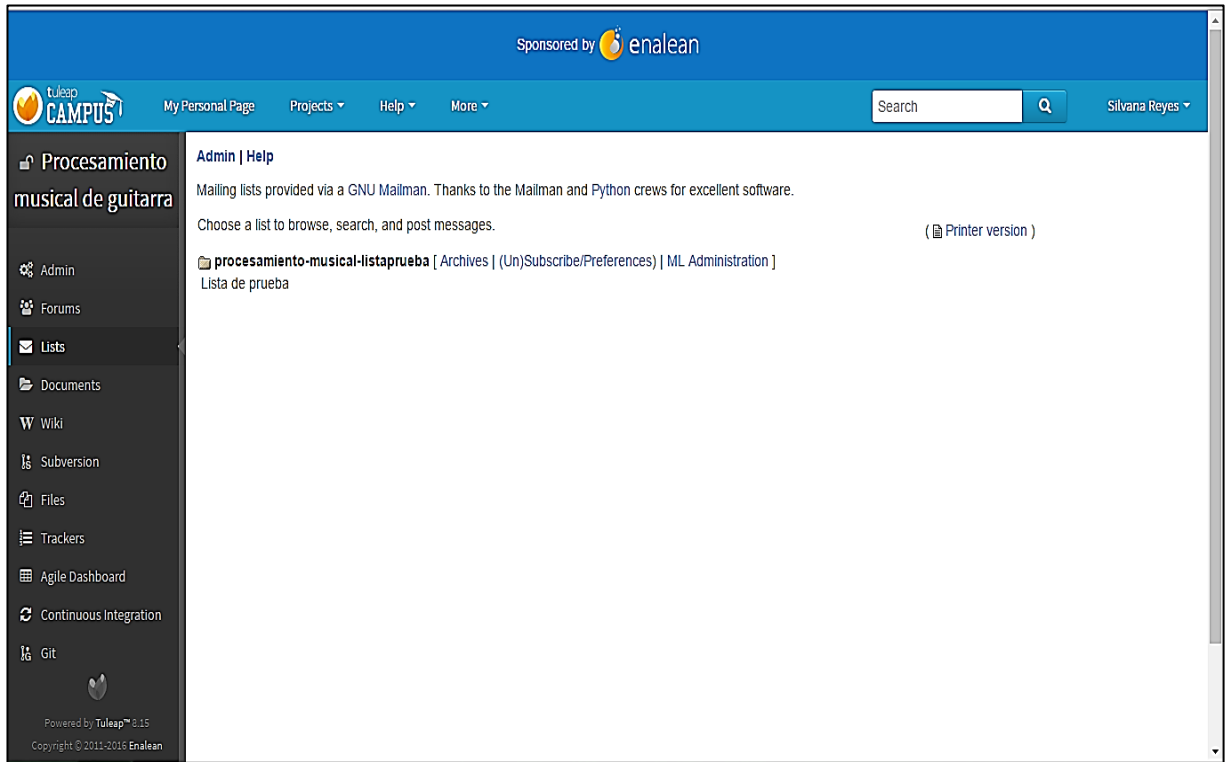 Sponsored by enalean
tuleap
CAMPUS
My Personal Page Projects Help More Search Silvana Reyes
Procesamiento
musical de guitarra
Admin
Forums
Lists
Documents
Wiki
Subversion
Files
Trackers
Agile Dashboard
Continuous Integration
Git
Powered by Tuleap™ 8.15
Copyright © 2011-2016 Enalean
Admin | Help
Mailing lists provided via a GNU Mailman. Thanks to the Mailman and Python crews for excellent software.
Choose a list to browse, search, and post messages.
( Printer version )
procesamiento-musical-listaprueba [ Archives | (Un)Subscribe/Preferences) | ML Administration ]
Lista de prueba